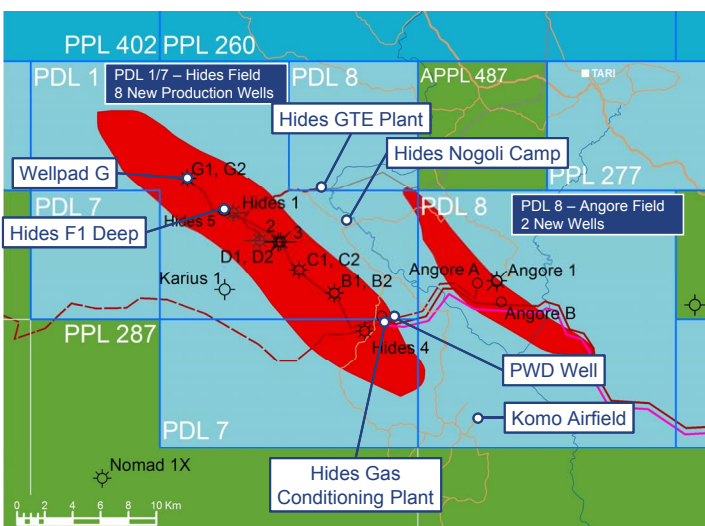 PPL 402
PPL 260
PDL 1
PDL 1/7 – Hides Field
8 New Production Wells
PDL 8
APPL 487
TARI
Hides GTE Plant
Hides Nogoli Camp
Wellpad G
G1, G2
PPL 277
PDL 7
Hides F1 Deep
Hides 1
Hides 5
PDL 8
PDL 8 – Angore Field
2 New Wells
2
3
D1, D2
C1, C2
Karius 1
B1, B2
Angore A
Angore 1
Angore B
PPL 287
Hides 4
PWD Well
PDL 7
Komo Airfield
Hides Gas
Conditioning Plant
Nomad 1X
0 2 4 6 8 10 Km